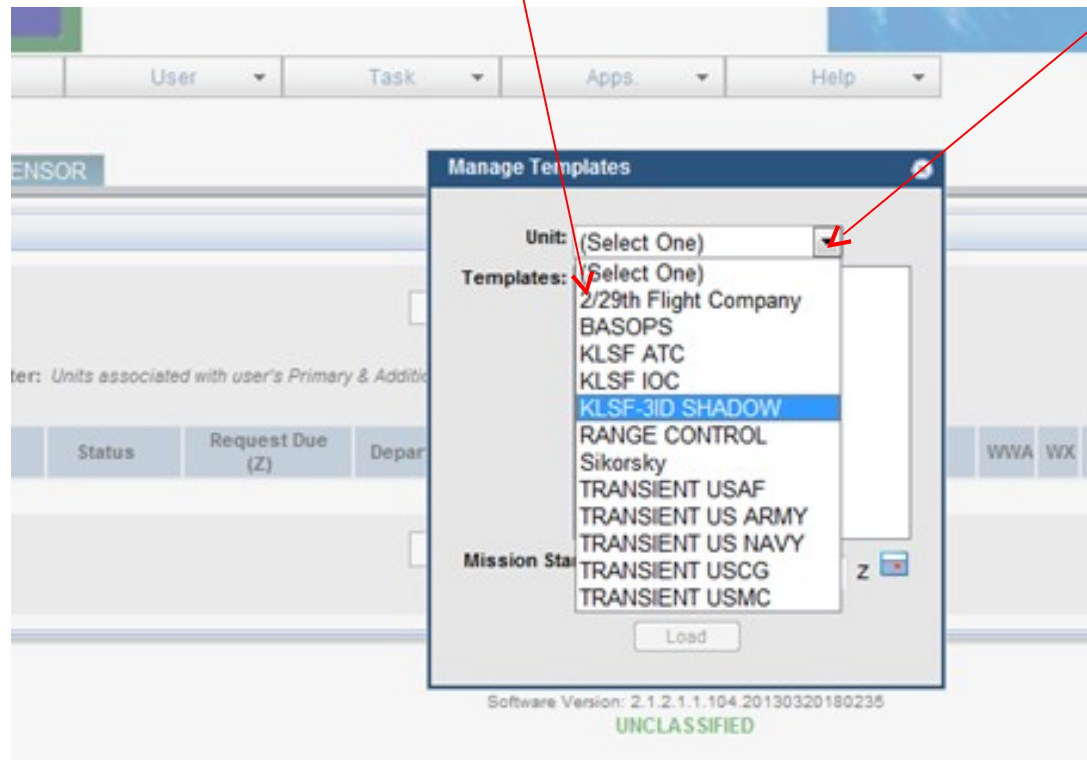 User
Task
Apps.
Help
ENSOR
Manage Templates
Unit: (Select One)
Templates:
(Select One)
2/29th Flight Company
BASOPS
KLSF ATC
KLSF IOC
KLSF-3ID SHADOW
RANGE CONTROL
Sikorsky
TRANSIENT USAF
TRANSIENT US ARMY
TRANSIENT US NAVY
TRANSIENT USCG
TRANSIENT USMC
ter: Units associated with user's Primary & Additio
Status
Request Due
(Z)
Depar
WWA
WX
Mission Star
Z
Load
Software Version: 2.1.2.1.1.104.20130320180235
UNCLASSIFIED